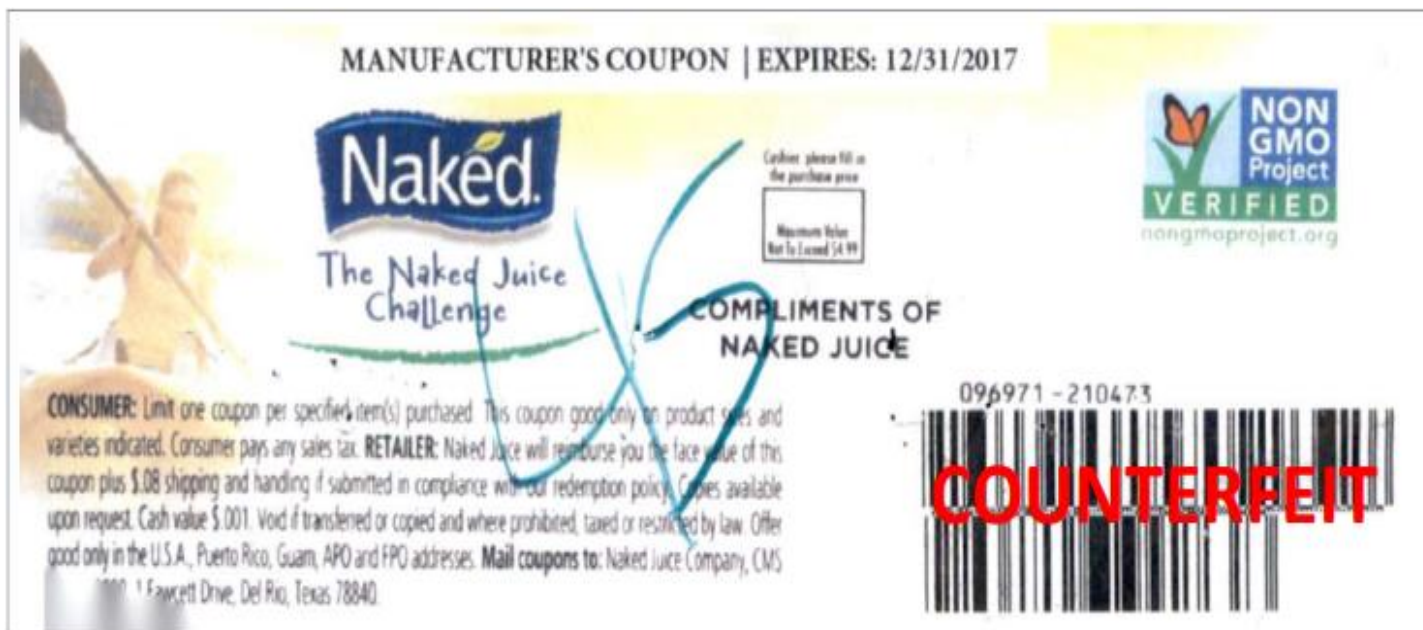 MANUFACTURER'S COUPON | EXPIRES: 12/31/2017
Naked.
The Naked Juice
Challenge
Cashier: please fill in
the purchase price
Maximum Value
Not To Exceed $4.99
NON
GMO
Project
VERIFIED
nongmoproject.org
COMPLIMENTS OF
NAKED JUICE
CONSUMER: Limit one coupon per specified item(s) purchased. This coupon good only on product sizes and
varieties indicated. Consumer pays any sales tax. RETAILER: Naked Juice will reimburse you the face value of this
coupon plus $.08 shipping and handling if submitted in compliance with our redemption policy. Copies available
upon request. Cash value $.001. Void if transferred or copied and where prohibited, taxed or restricted by law. Offer
good only in the U.S.A., Puerto Rico, Guam, APO and FPO addresses. Mail coupons to: Naked Juice Company, CMS
1 Fawcett Drive, Del Rio, Texas 78840.
096971-210473
COUNTERFEIT